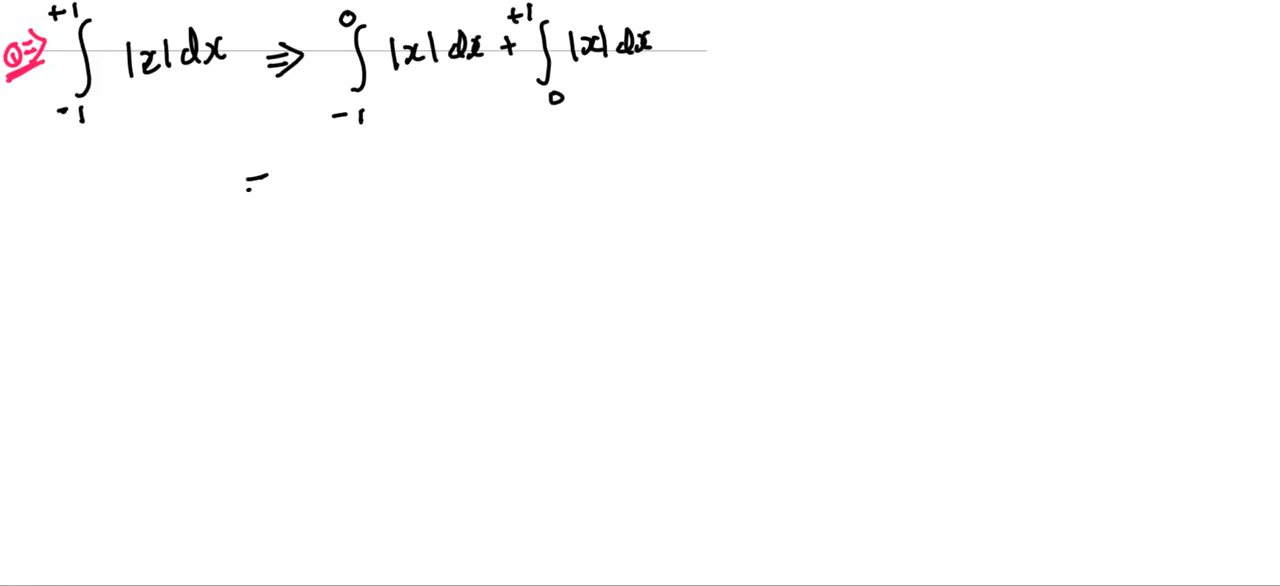 Q⇒ ∫_{-1}^{+1} |x| dx ⇒ ∫_{-1}^{0} |x| dx + ∫_{0}^{+1} |x| dx
=